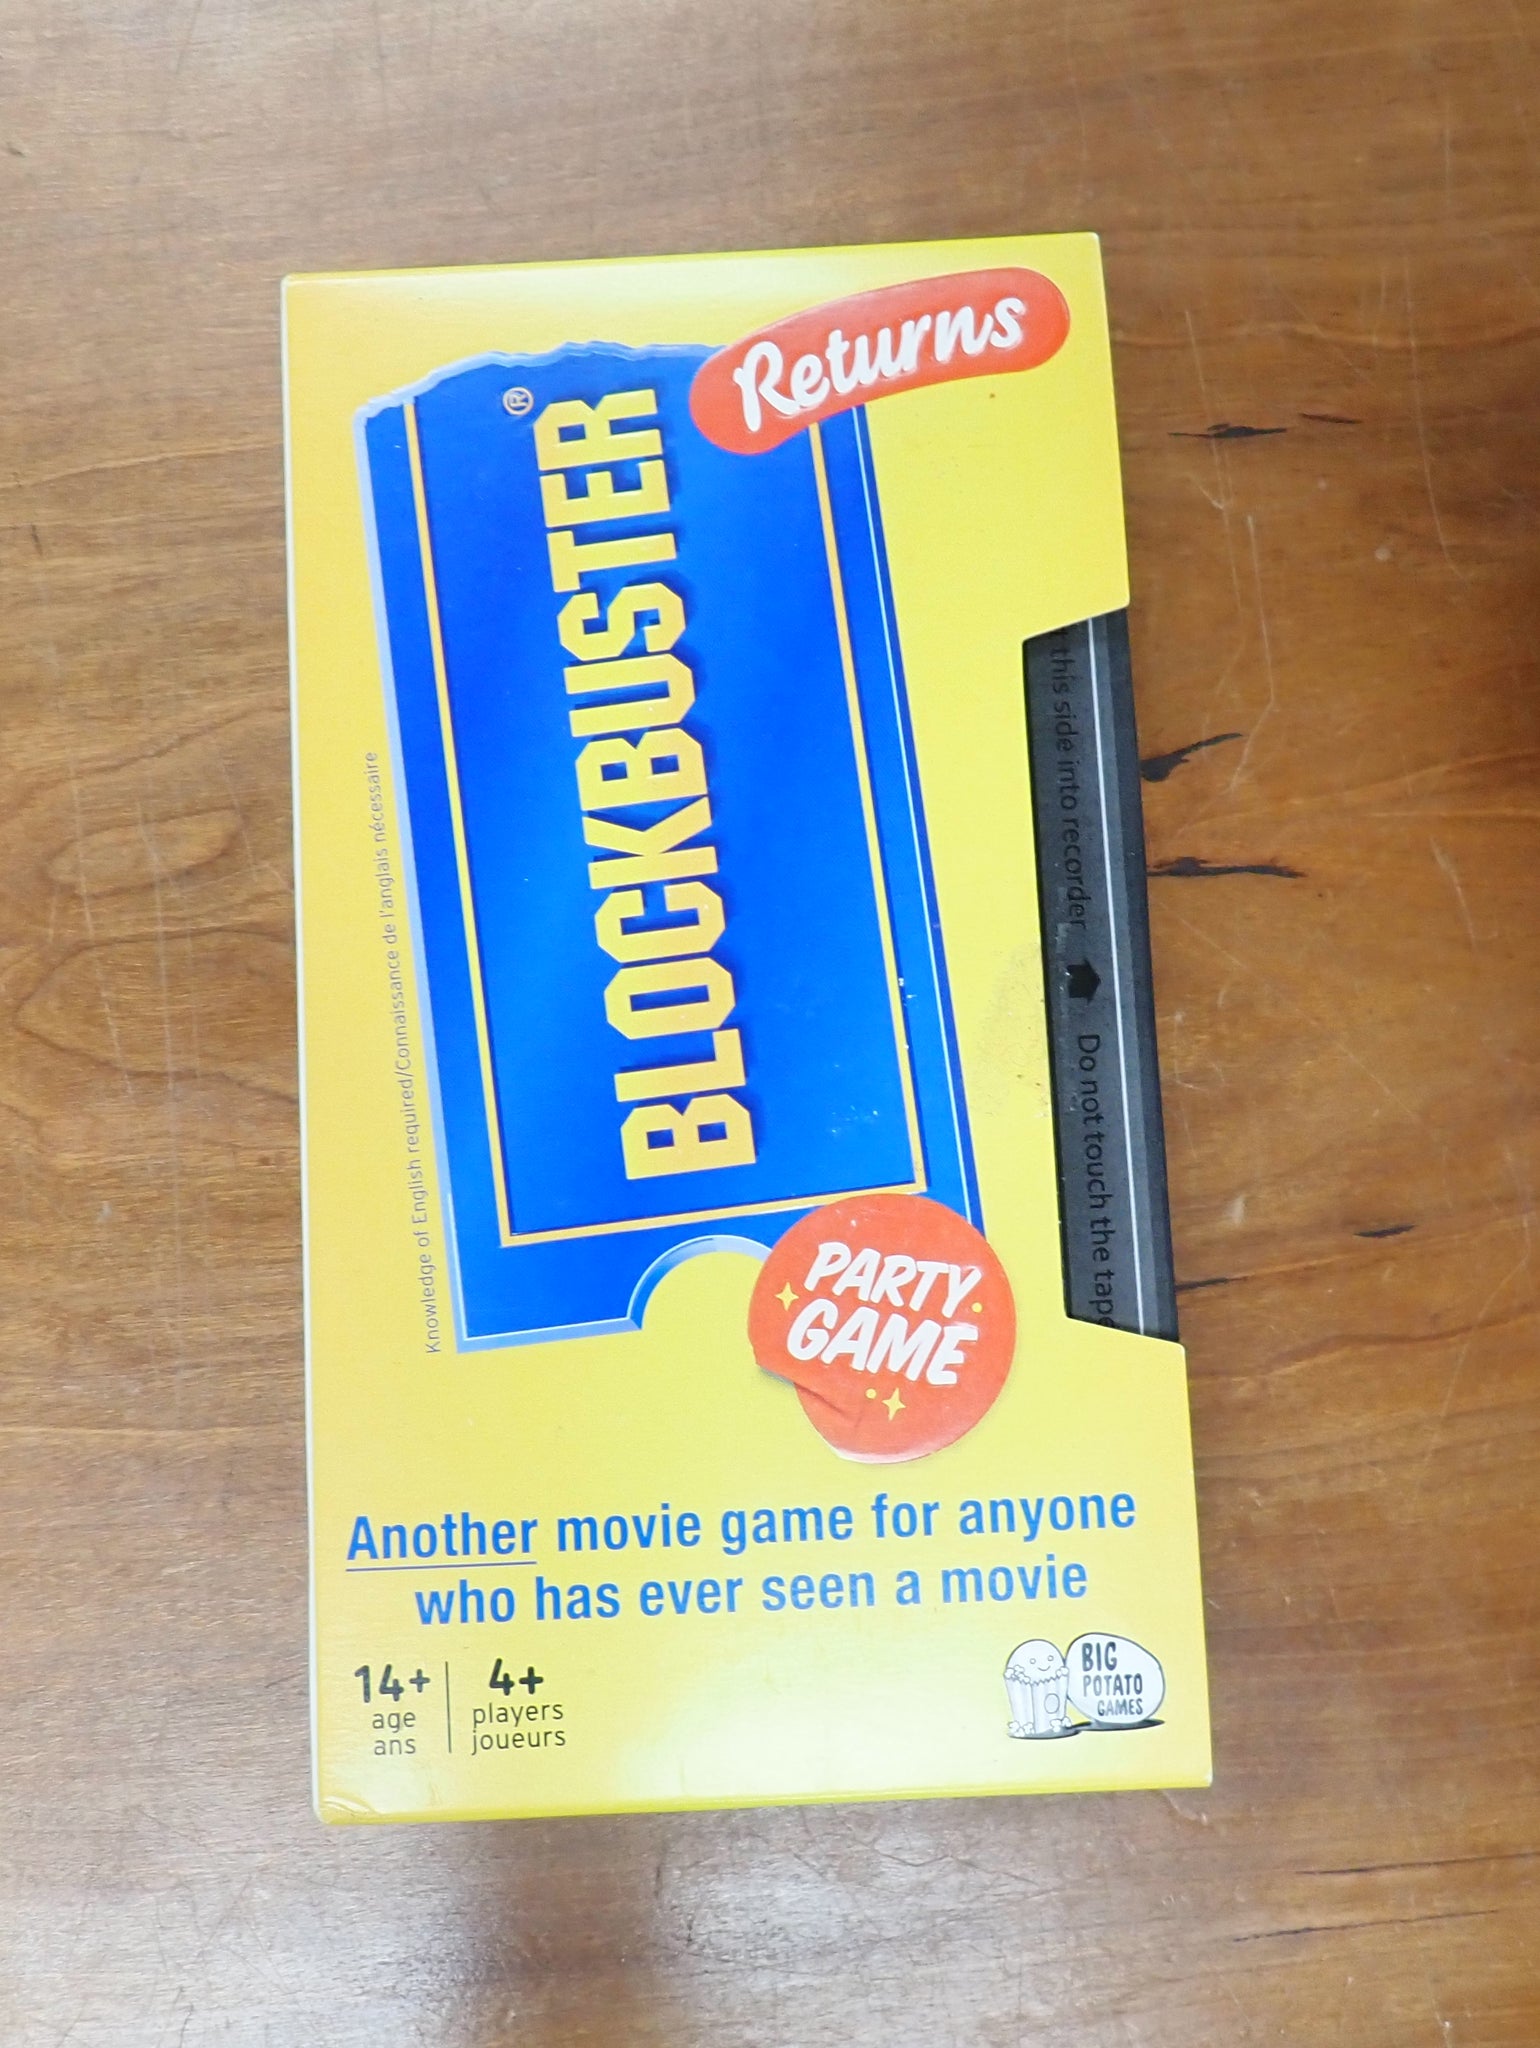 Returns
BLOCKBUSTER®
Knowledge of English required/Connaissance de l'anglais nécessaire
this side into recorder
Do not touch the tape
PARTY
GAME
Another movie game for anyone
who has ever seen a movie
14+
age
ans
4+
players
joueurs
BIG
POTATO
GAMES